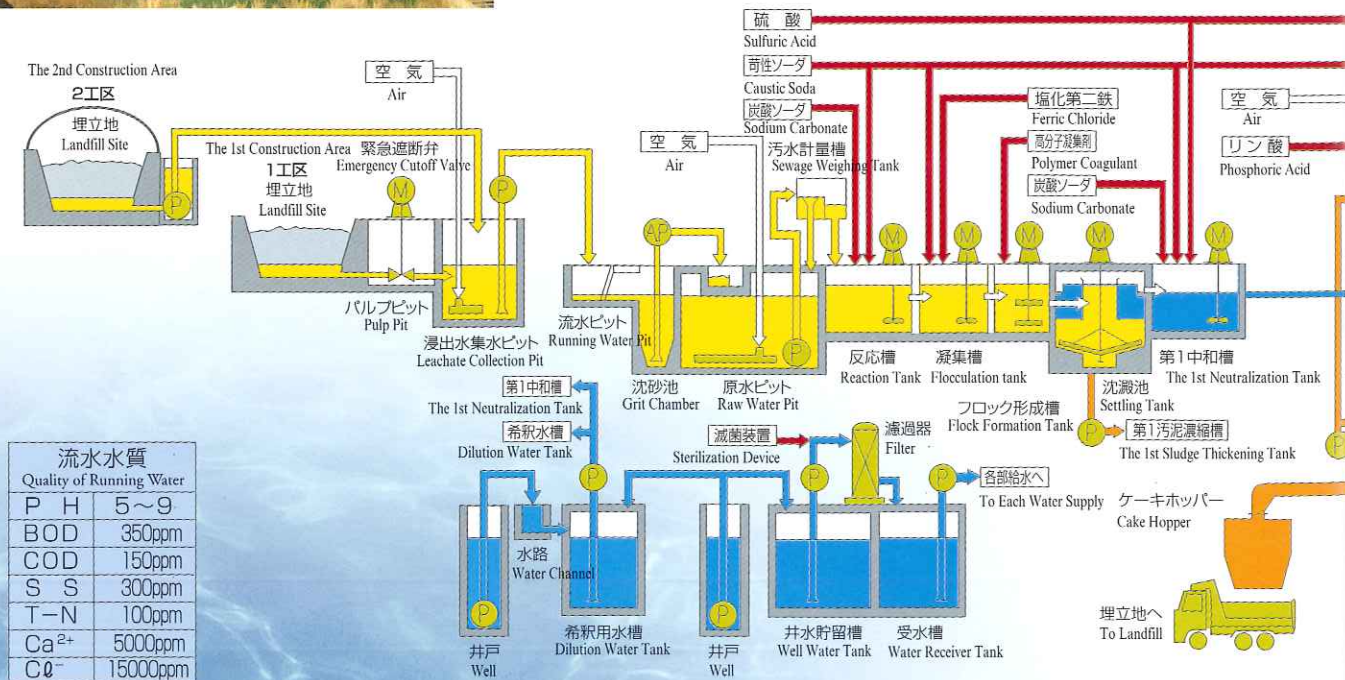 硫酸
Sulfuric Acid
The 2nd Construction Area
2工区
埋立地
Landfill Site
空気
Air
苛性ソーダ
Caustic Soda
炭酸ソーダ
Sodium Carbonate
塩化第二鉄
Ferric Chloride
空気
Air
The 1st Construction Area
1工区
埋立地
Landfill Site
緊急遮断弁
Emergency Cutoff Valve
空気
Air
汚水計量槽
Sewage Weighing Tank
高分子凝集剤
Polymer Coagulant
リン酸
Phosphoric Acid
炭酸ソーダ
Sodium Carbonate
P
M
P
AP
P
M
M
M
M
M
P
パルプピット
Pulp Pit
浸出水集水ピット
Leachate Collection Pit
流水ピット
Running Water Pit
沈砂池
Grit Chamber
原水ピット
Raw Water Pit
反応槽
Reaction Tank
凝集槽
Flocculation tank
フロック形成槽
Flock Formation Tank
沈澱池
Settling Tank
第1中和槽
The 1st Neutralization Tank
P
第1汚泥濃縮槽
The 1st Sludge Thickening Tank
P
第1中和槽
The 1st Neutralization Tank
希釈水槽
Dilution Water Tank
滅菌装置
Sterilization Device
濾過器
Filter
P
P
P
各部給水へ
To Each Water Supply
ケーキホッパー
Cake Hopper
水路
Water Channel
P
P
井戸
Well
希釈用水槽
Dilution Water Tank
井戸
Well
井水貯留槽
Well Water Tank
受水槽
Water Receiver Tank
埋立地へ
To Landfill
流水水質
Quality of Running Water
PH 5～9
BOD 350ppm
COD 150ppm
SS 300ppm
T-N 100ppm
Ca²⁺ 5000ppm
Cℓ⁻ 15000ppm